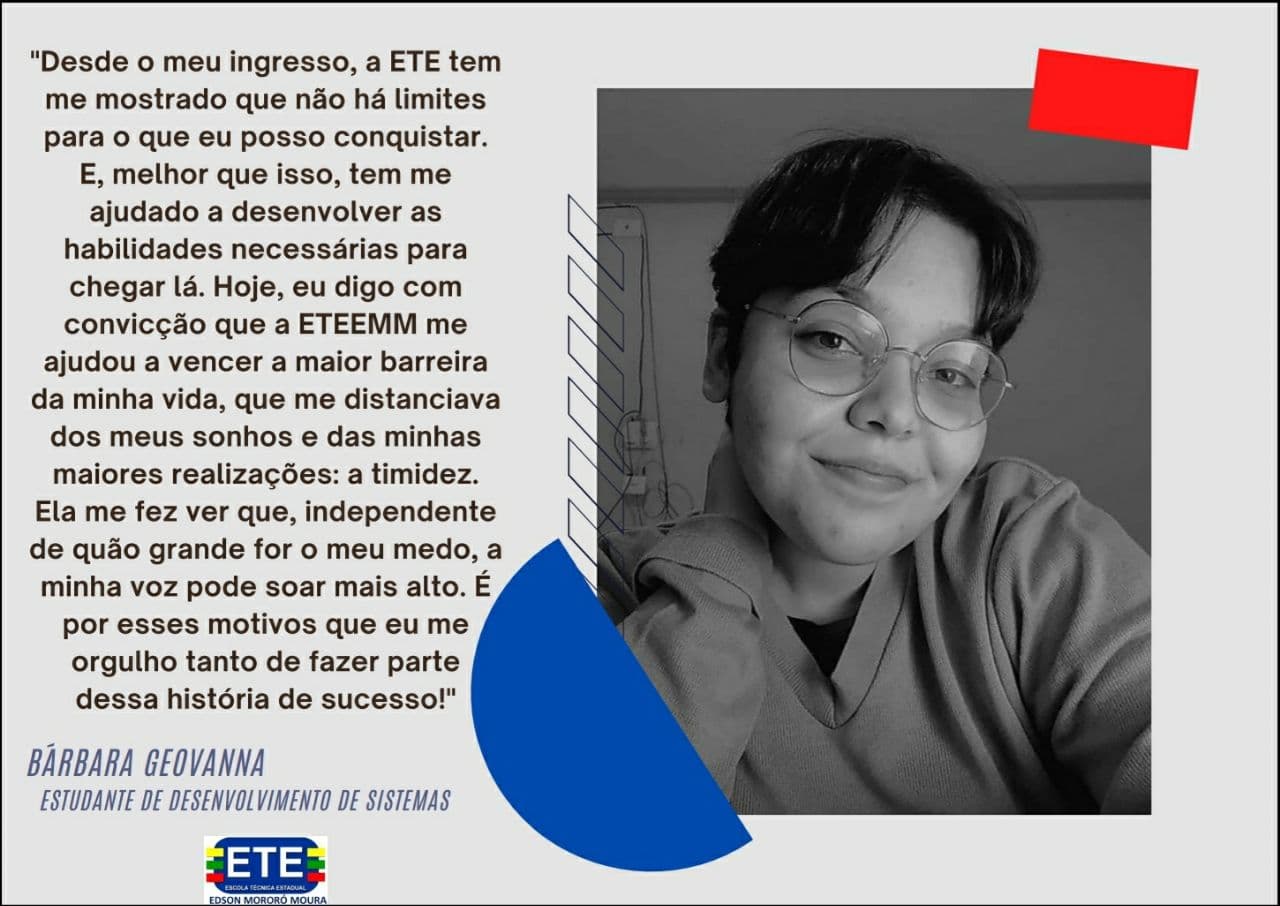 "Desde o meu ingresso, a ETE tem
me mostrado que não há limites
para o que eu posso conquistar.
E, melhor que isso, tem me
ajudado a desenvolver as
habilidades necessárias para
chegar lá. Hoje, eu digo com
convicção que a ETEEMM me
ajudou a vencer a maior barreira
da minha vida, que me distanciava
dos meus sonhos e das minhas
maiores realizações: a timidez.
Ela me fez ver que, independente
de quão grande for o meu medo, a
minha voz pode soar mais alto. É
por esses motivos que eu me
orgulho tanto de fazer parte
dessa história de sucesso!"
BÁRBARA GEOVANNA
ESTUDANTE DE DESENVOLVIMENTO DE SISTEMAS
ETE
ESCOLA TÉCNICA ESTADUAL
EDSON MORORÓ MOURA